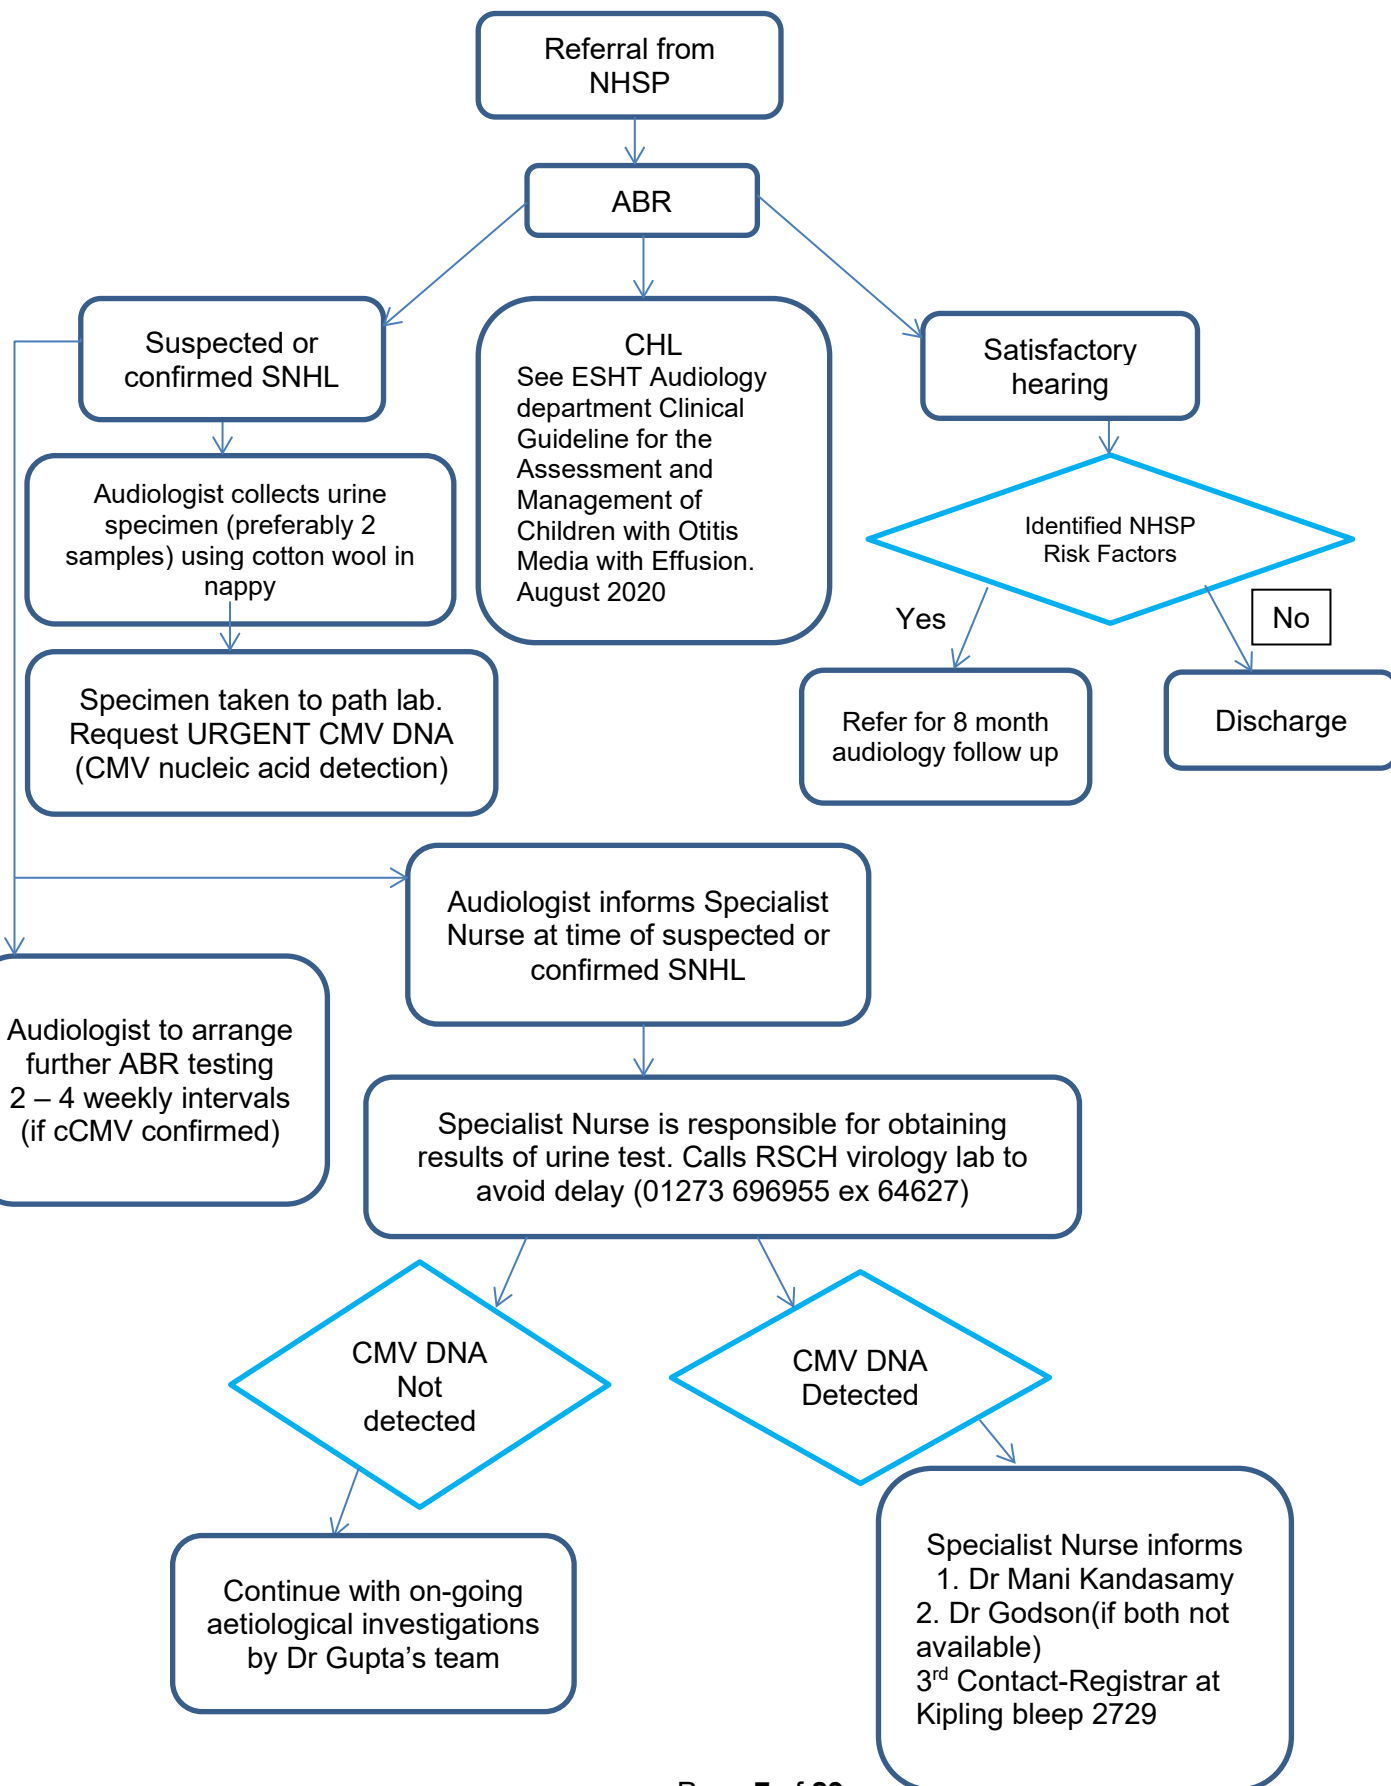 Referral from
NHSP
ABR
Suspected or
confirmed SNHL
CHL
See ESHT Audiology
department Clinical
Guideline for the
Assessment and
Management of
Children with Otitis
Media with Effusion.
August 2020
Satisfactory
hearing
Audiologist collects urine
specimen (preferably 2
samples) using cotton wool in
nappy
Identified NHSP
Risk Factors
Yes
No
Specimen taken to path lab.
Request URGENT CMV DNA
(CMV nucleic acid detection)
Refer for 8 month
audiology follow up
Discharge
Audiologist informs Specialist
Nurse at time of suspected or
confirmed SNHL
Audiologist to arrange
further ABR testing
2 – 4 weekly intervals
(if cCMV confirmed)
Specialist Nurse is responsible for obtaining
results of urine test. Calls RSCH virology lab to
avoid delay (01273 696955 ex 64627)
CMV DNA
Not
detected
CMV DNA
Detected
Continue with on-going
aetiological investigations
by Dr Gupta’s team
Specialist Nurse informs
1. Dr Mani Kandasamy
2. Dr Godson(if both not
available)
3rd Contact-Registrar at
Kipling bleep 2729